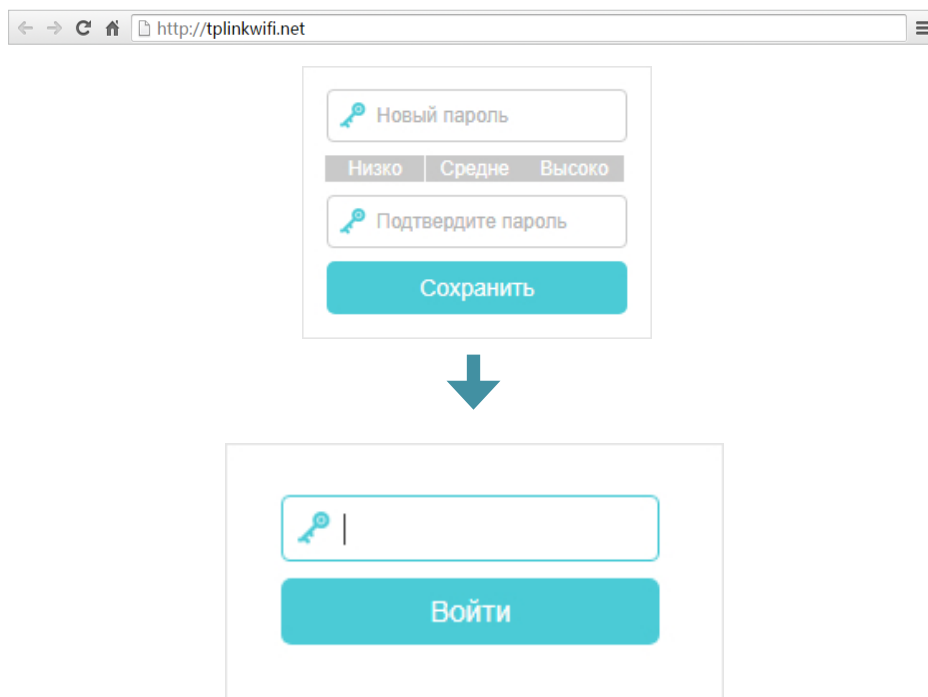 http://tplinkwifi.net
Новый пароль
Низко Средне Высоко
Подтвердите пароль
Сохранить
Войти